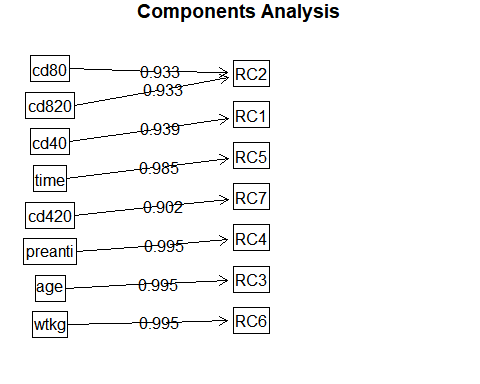 Components Analysis
cd80 0.933 RC2
cd820 0.933
cd40 0.939 RC1
time 0.985 RC5
cd420 0.902 RC7
preanti 0.995 RC4
age 0.995 RC3
wtkg 0.995 RC6